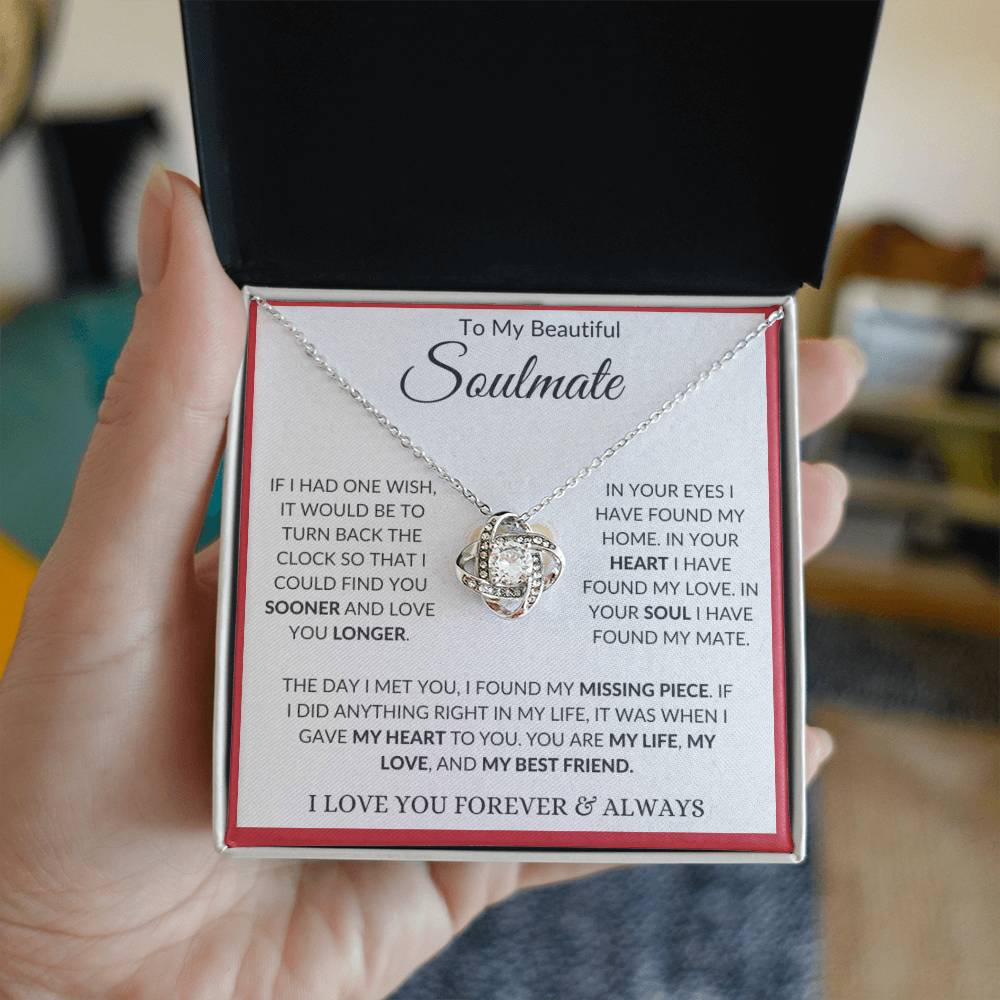 To My Beautiful
Soulmate
IF I HAD ONE WISH,
IT WOULD BE TO
TURN BACK THE
CLOCK SO THAT I
COULD FIND YOU
SOONER AND LOVE
YOU LONGER.
IN YOUR EYES I
HAVE FOUND MY
HOME. IN YOUR
HEART I HAVE
FOUND MY LOVE. IN
YOUR SOUL I HAVE
FOUND MY MATE.
THE DAY I MET YOU, I FOUND MY MISSING PIECE. IF
I DID ANYTHING RIGHT IN MY LIFE, IT WAS WHEN I
GAVE MY HEART TO YOU. YOU ARE MY LIFE, MY
LOVE, AND MY BEST FRIEND.
I LOVE YOU FOREVER & ALWAYS